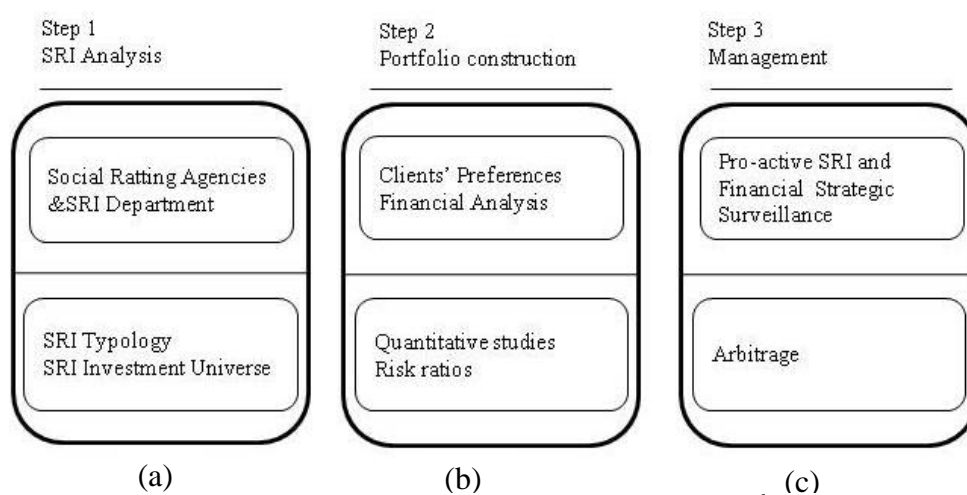 Step 1
SRI Analysis
Social Ratting Agencies
&SRI Department
SRI Typology
SRI Investment Universe
(a)
Step 2
Portfolio construction
Clients' Preferences
Financial Analysis
Quantitative studies
Risk ratios
(b)
Step 3
Management
Pro-active SRI and
Financial Strategic
Surveillance
Arbitrage
(c)